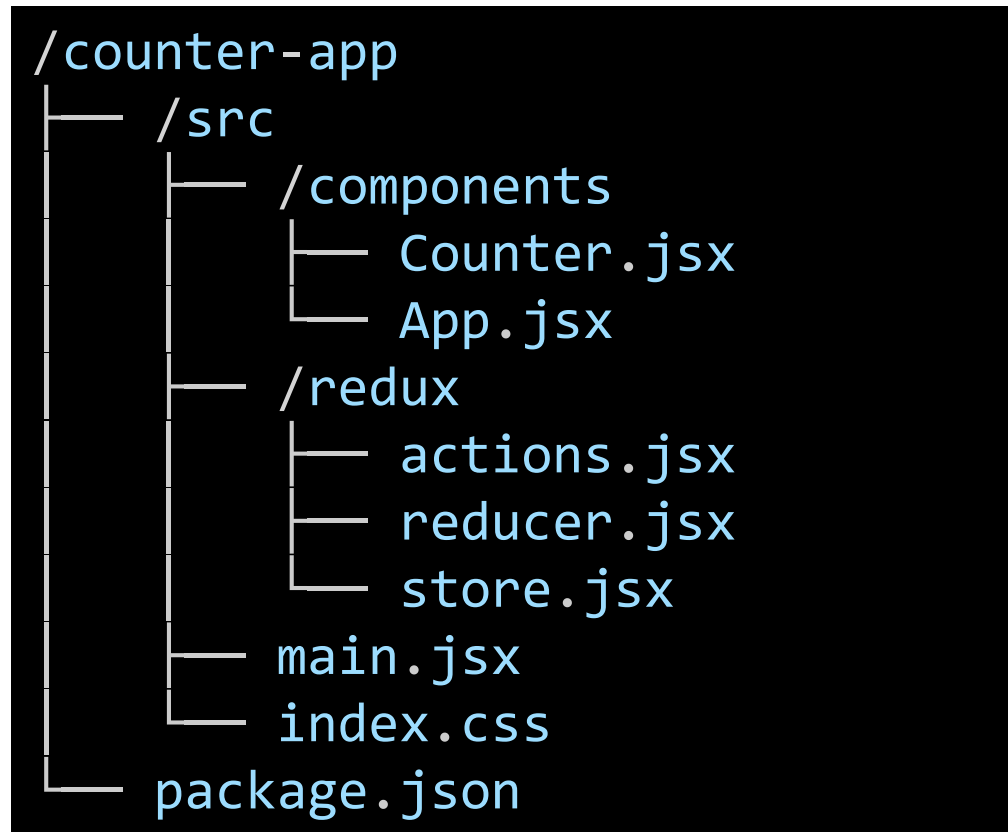 /counter-app
├── /src
│   ├── /components
│   │   ├── Counter.jsx
│   │   └── App.jsx
│   ├── /redux
│   │   ├── actions.jsx
│   │   ├── reducer.jsx
│   │   └── store.jsx
│   ├── main.jsx
│   └── index.css
└── package.json